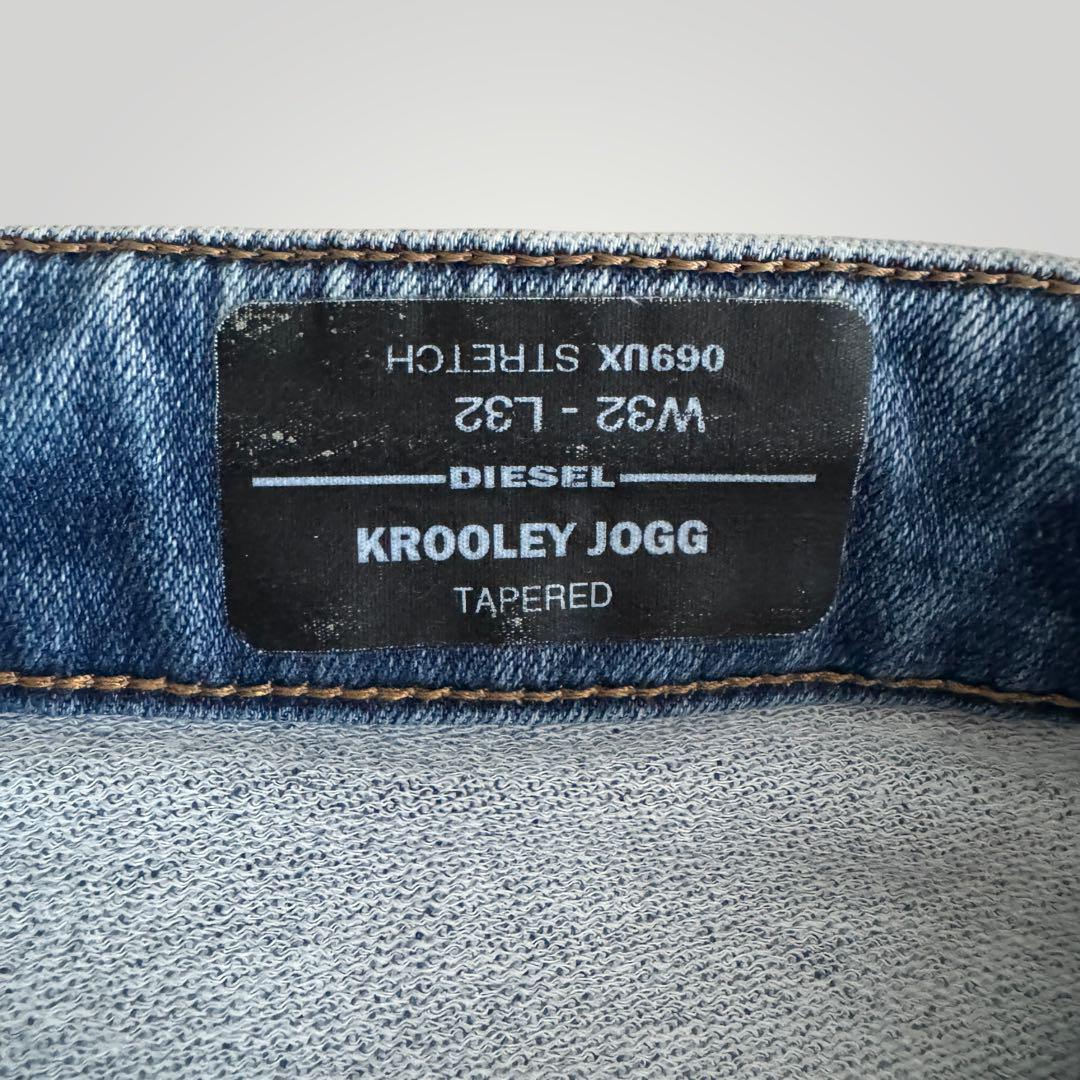 069UX STRETCH
W32 - L32
DIESEL
KROOLEY JOGG
TAPERED